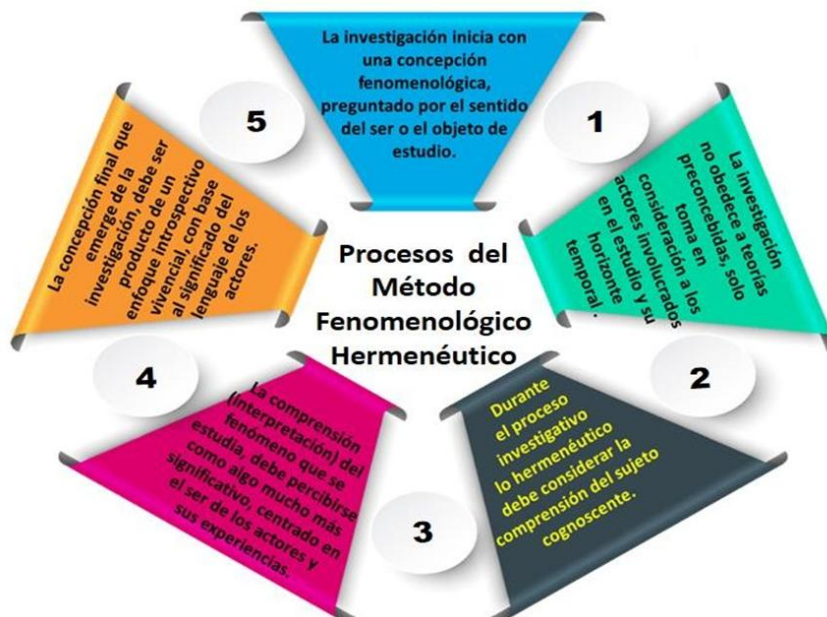 La investigación inicia con
una concepción
fenomenológica,
preguntado por el sentido
del ser o el objeto de
estudio.
1
La investigación
no obedece a teorías
preconcebidas, solo
toma en
consideración a los
actores involucrados
en el estudio y su
horizonte
temporal .
2
Durante
el proceso
investigativo
lo hermenéutico
debe considerar la
comprensión del sujeto
cognoscente.
3
La comprensión
(Interpretación) del
fenómeno que se
estudia, debe percibirse
como algo mucho más
significativo, centrado en
el ser de los actores y
sus experiencias.
4
La concepción final que
emerge de la
investigación, debe ser
producto de un
enfoque Introspectivo
vivencial, con base
al significado del
lenguaje de los
actores.
5
Procesos del
Método
Fenomenológico
Hermenéutico